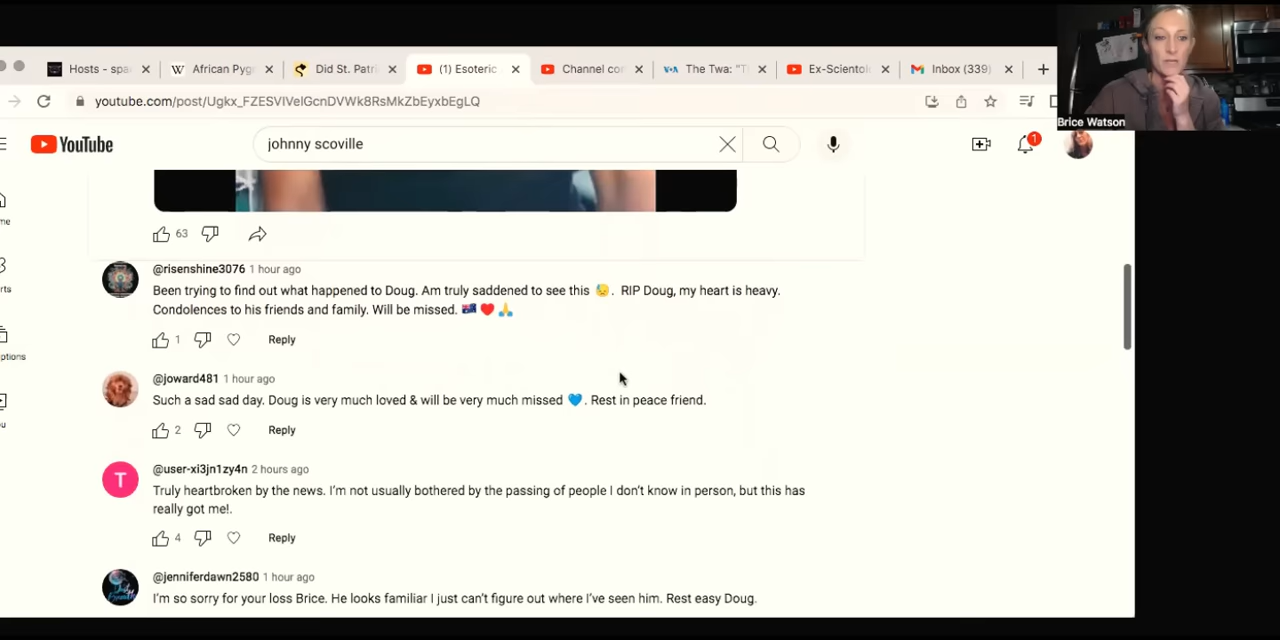 Hosts - spa
African Pyg
Did St. Patri
(1) Esoteric
Channel co
The Twa: "T
Ex-Scientol
Inbox (339)
youtube.com/post/Ugkx_FZESVIVelGcnDVWk8RsMkZbEyxbEgLQ
Brice Watson
YouTube
johnny scoville
1
me
63
@risenshine3076 1 hour ago
rts
Been trying to find out what happened to Doug. Am truly saddened to see this 😓. RIP Doug, my heart is heavy.
Condolences to his friends and family. Will be missed. 🇦🇺 ❤️ 🙏
1 Reply
ptions
@joward481 1 hour ago
Such a sad sad day. Doug is very much loved & will be very much missed 💙. Rest in peace friend.
u
2 Reply
@user-xi3jn1zy4n 2 hours ago
T
Truly heartbroken by the news. I'm not usually bothered by the passing of people I don't know in person, but this has
really got me!.
4 Reply
@jenniferdawn2580 1 hour ago
I'm so sorry for your loss Brice. He looks familiar I just can't figure out where I've seen him. Rest easy Doug.